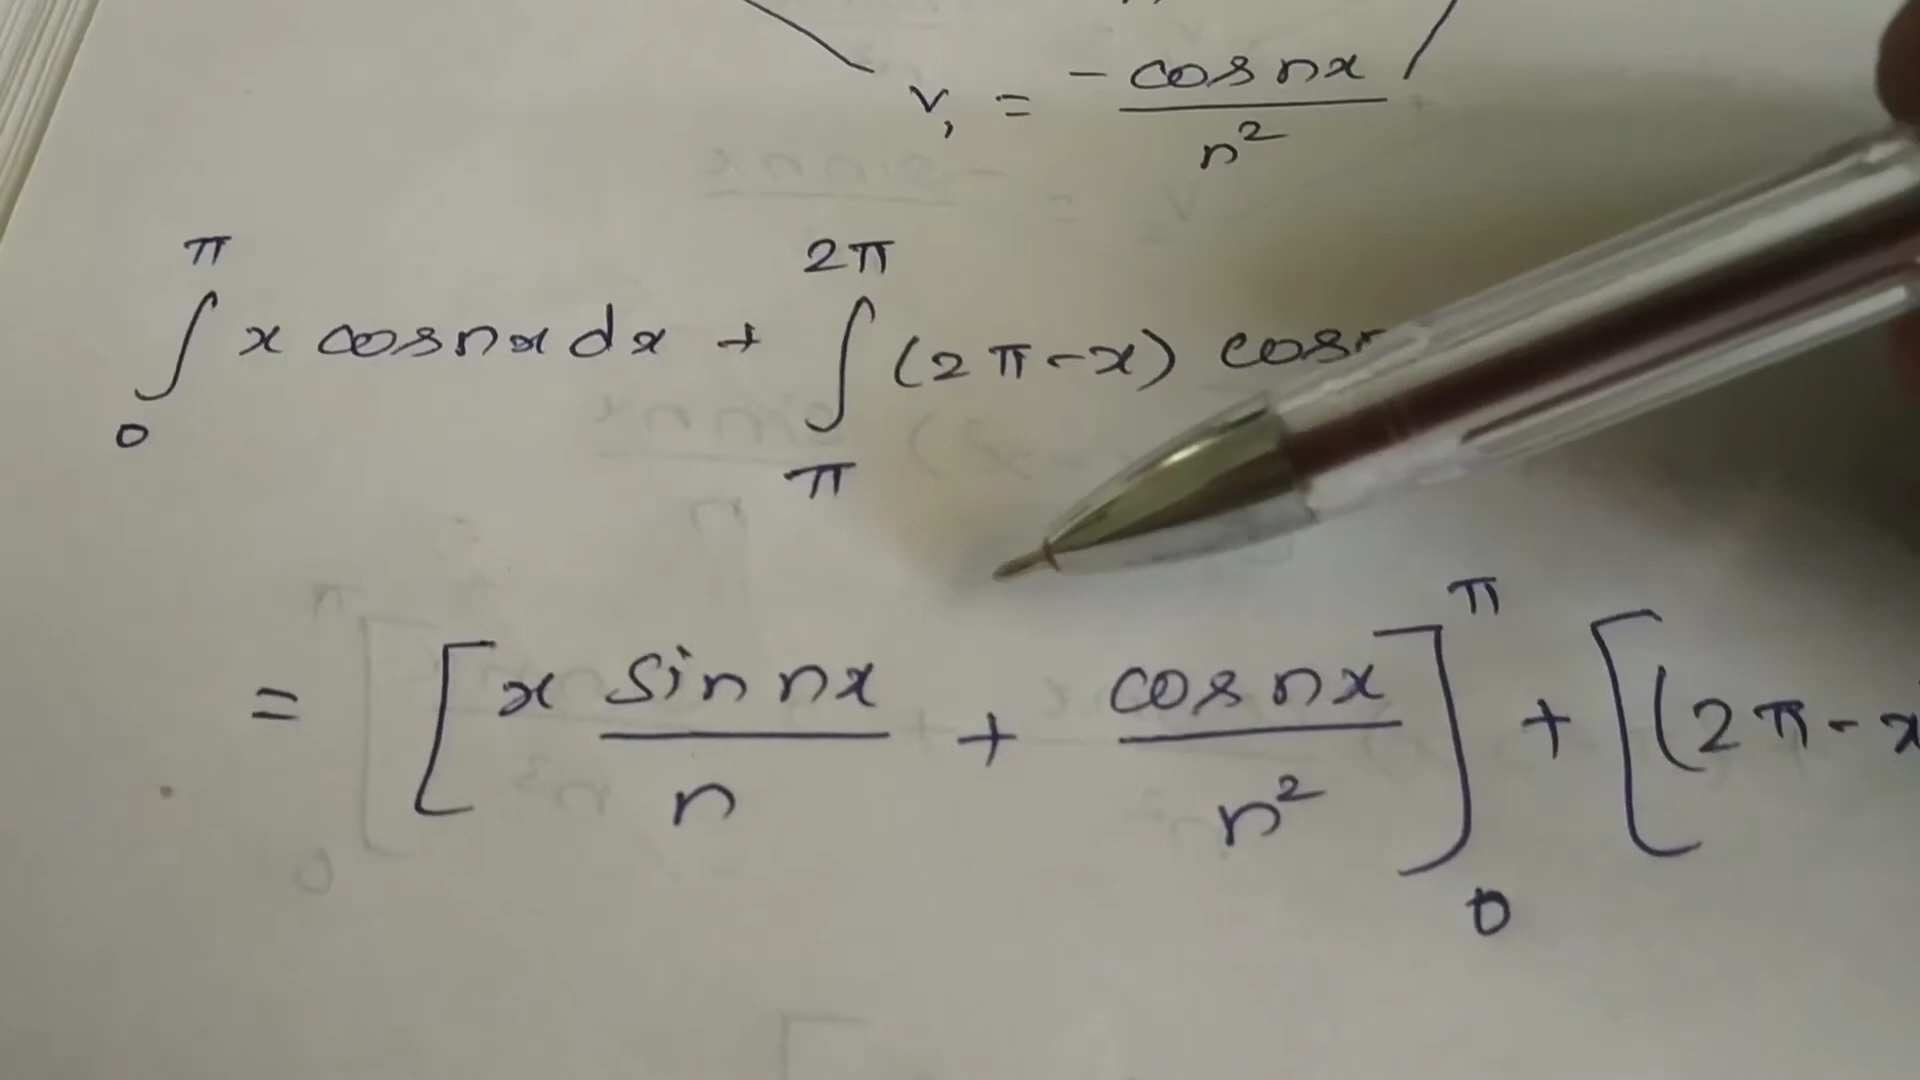 v₁ = - cos nx / n²
∫₀^π x cos nx dx + ∫_π^2π (2π - x) cos
= [x sin nx / n + cos nx / n²]₀^π + [(2π - x